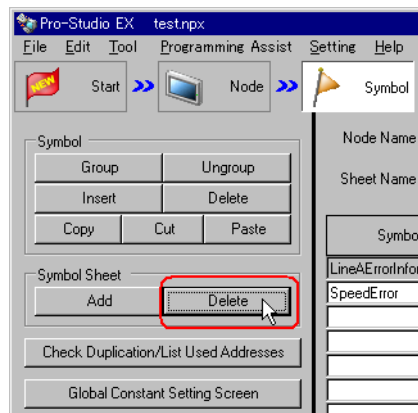 Pro-Studio EX test.npx
File Edit Tool Programming Assist Setting Help
NEW Start Node Symbol
Symbol
Group Ungroup
Insert Delete
Copy Cut Paste
Symbol Sheet
Add Delete
Check Duplication/List Used Addresses
Global Constant Setting Screen
Node Name
Sheet Name
Symbo
LineAErrorInfor
SpeedError